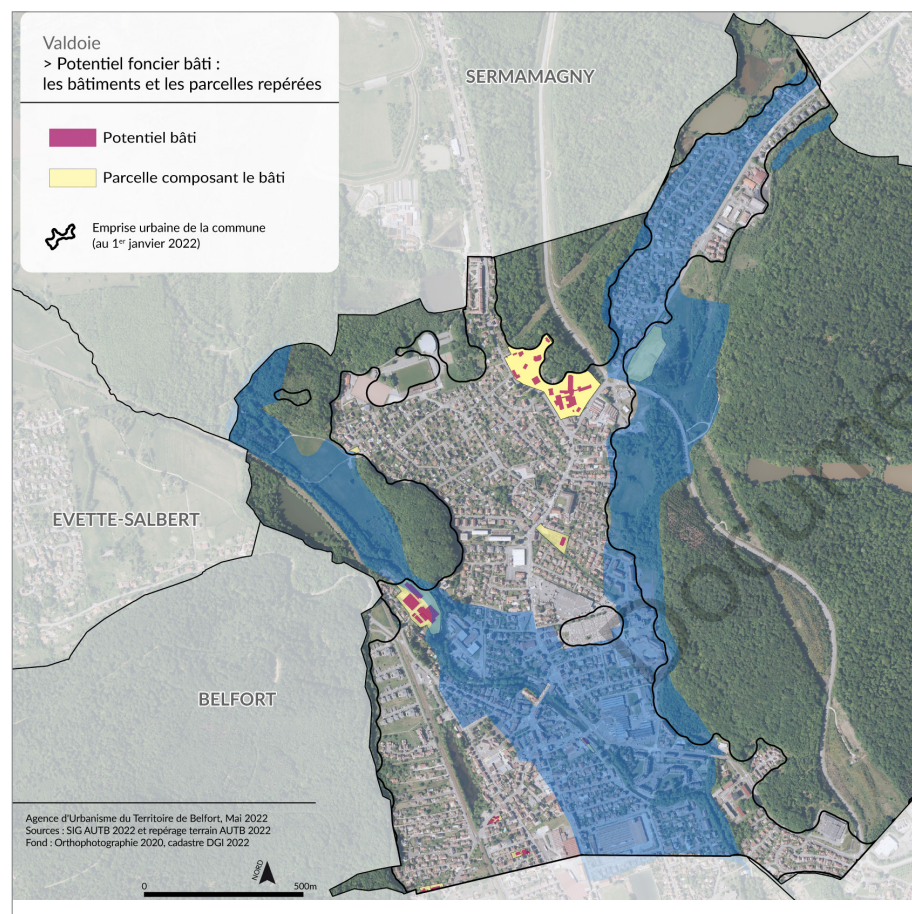 Valdoie
> Potentiel foncier bâti :
les bâtiments et les parcelles repérées
Potentiel bâti
Parcelle composant le bâti
Emprise urbaine de la commune
(au 1er janvier 2022)
SERMAMAGNY
EVETTE-SALBERT
BELFORT
Agence d'Urbanisme du Territoire de Belfort, Mai 2022
Sources : SIG AUTB 2022 et repérage terrain AUTB 2022
Fond : Orthophotographie 2020, cadastre DGI 2022
NORD
0 500m